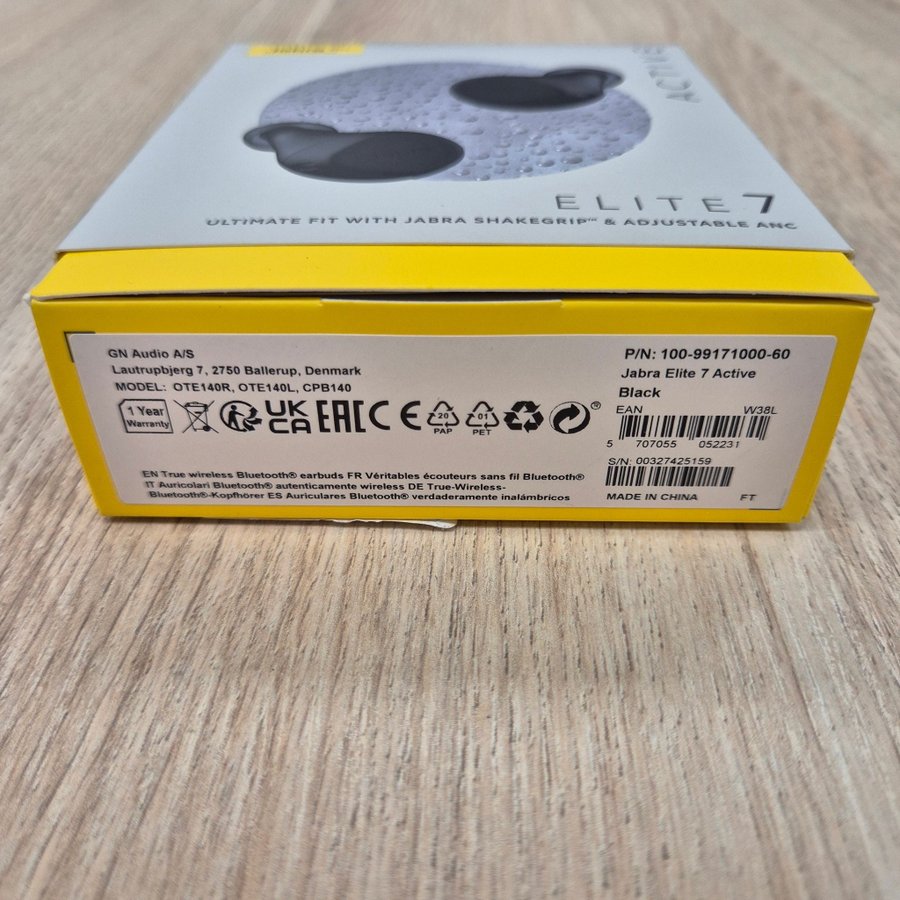 ACTIVE
ELITE 7
ULTIMATE FIT WITH JABRA SHAKEGRIP™ & ADJUSTABLE ANC
GN Audio A/S
Lautrupbjerg 7, 2750 Ballerup, Denmark
MODEL: OTE140R, OTE140L, CPB140
1 Year
Warranty
UK
CA
EAC
CE
20
PAP
01
PET
®
EN True wireless Bluetooth® earbuds FR Véritables écouteurs sans fil Bluetooth®
IT Auricolari Bluetooth® autenticamente wireless DE True-Wireless-
Bluetooth®-Kopfhörer ES Auriculares Bluetooth® verdaderamente inalámbricos
P/N: 100-99171000-60
Jabra Elite 7 Active
Black
EAN W38L
5 707055 052231
S/N: 00327425159
MADE IN CHINA FT